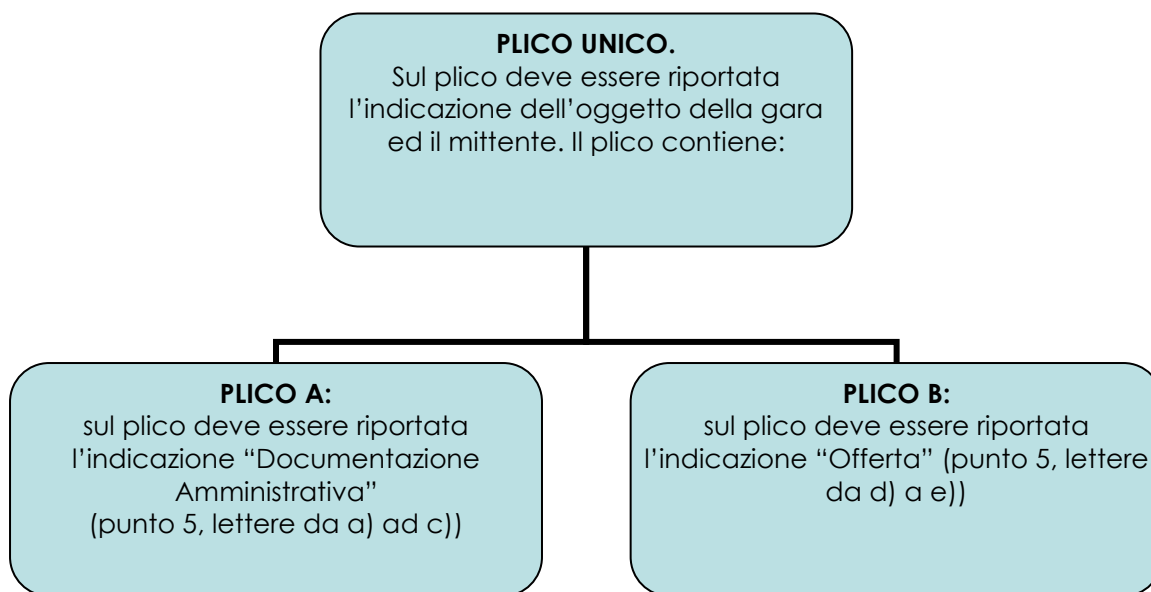 PLICO UNICO.
Sul plico deve essere riportata
l’indicazione dell’oggetto della gara
ed il mittente. Il plico contiene:
PLICO A:
sul plico deve essere riportata
l’indicazione “Documentazione
Amministrativa”
(punto 5, lettere da a) ad c))
PLICO B:
sul plico deve essere riportata
l’indicazione “Offerta” (punto 5, lettere
da d) a e))